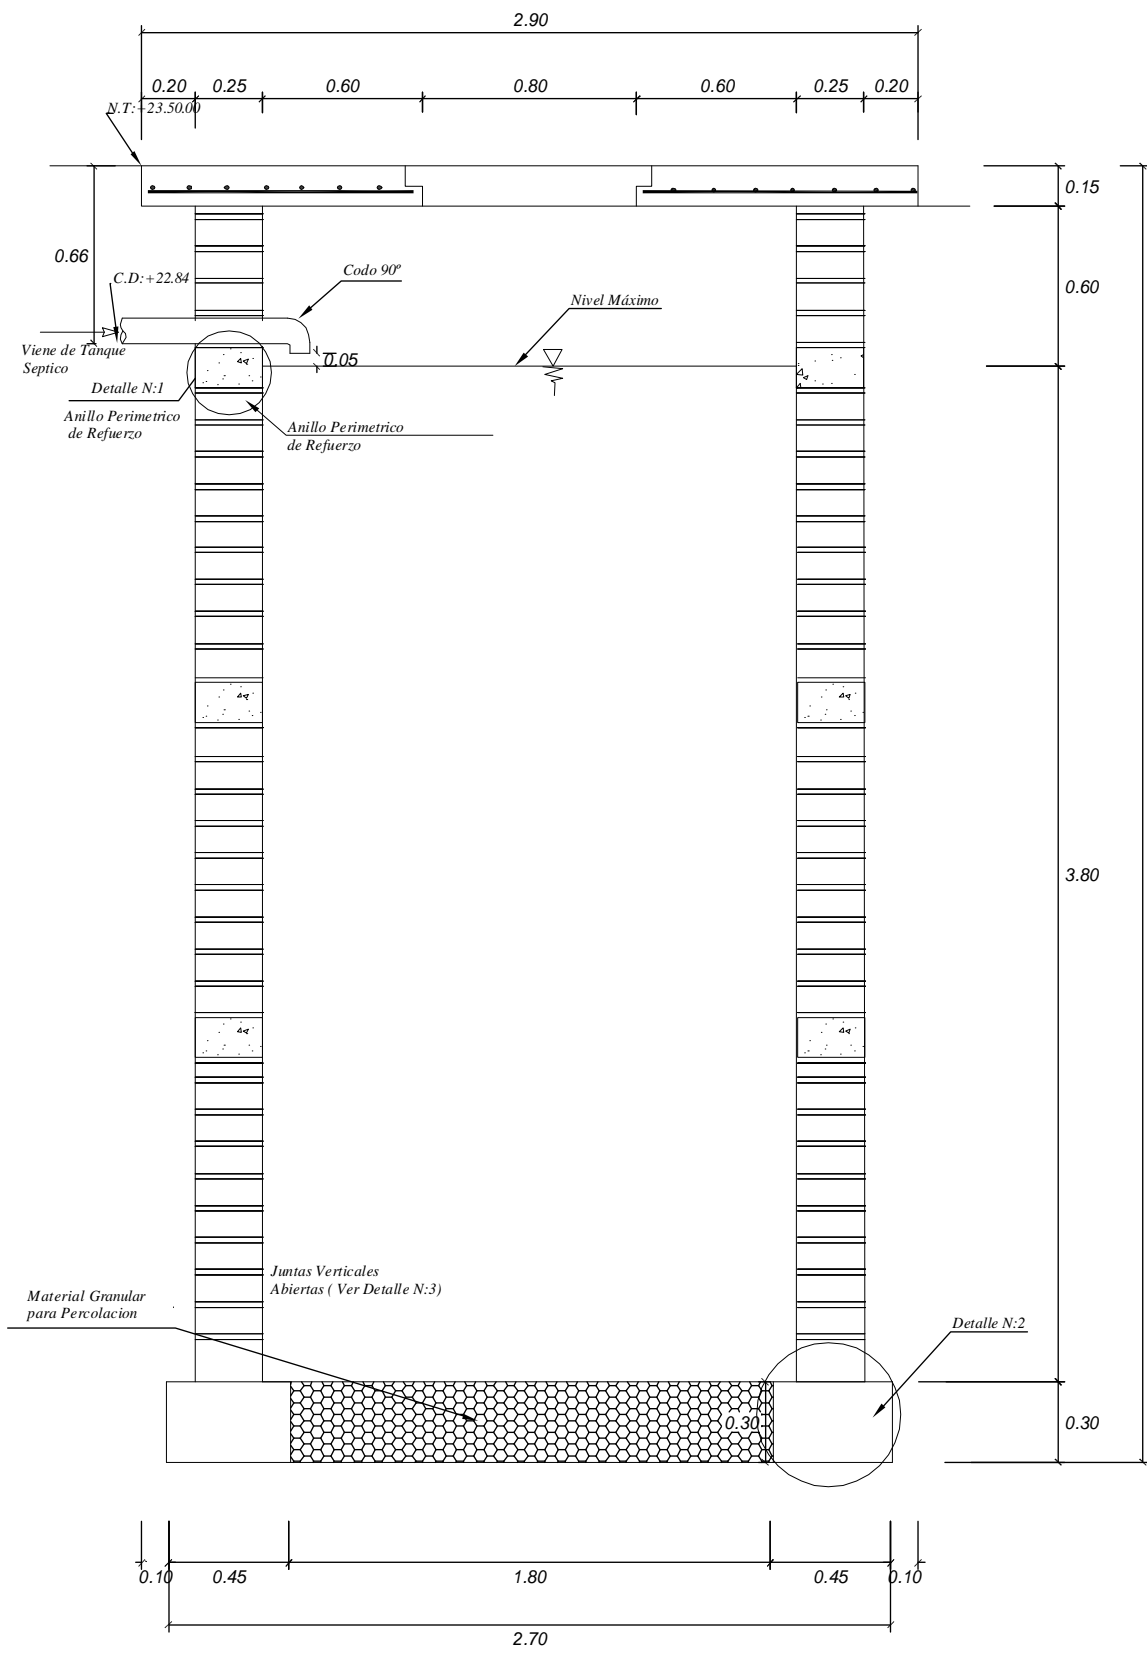 2.90
0.20
0.25
0.60
0.80
0.60
0.25
0.20
N.T:+23.50.00
0.15
0.66
C.D:+22.84
Codo 90º
0.60
Nivel Máximo
Viene de Tanque
Septico
0.05
Detalle N:1
Anillo Perimetrico
de Refuerzo
Anillo Perimetrico
de Refuerzo
3.80
Juntas Verticales
Abiertas ( Ver Detalle N:3)
Material Granular
para Percolacion
Detalle N:2
0.30
0.30
0.10
0.45
1.80
0.45
0.10
2.70